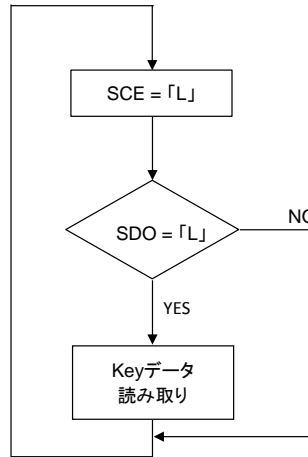 SCE = 「L」
SDO = 「L」
NO
YES
Keyデータ
読み取り